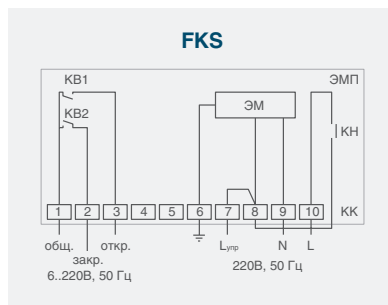 FKS
КВ1
ЭМП
ЭМ
КВ2
КН
1 2 3 4 5 6 7 8 9 10 КК
общ. откр. Lупр N L
закр. 220В, 50 Гц
6..220В, 50 Гц